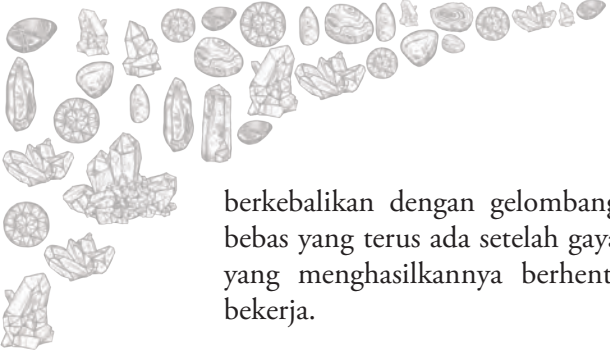 berkebalikan dengan gelombang
bebas yang terus ada setelah gaya
yang menghasilkannya berhenti
bekerja.